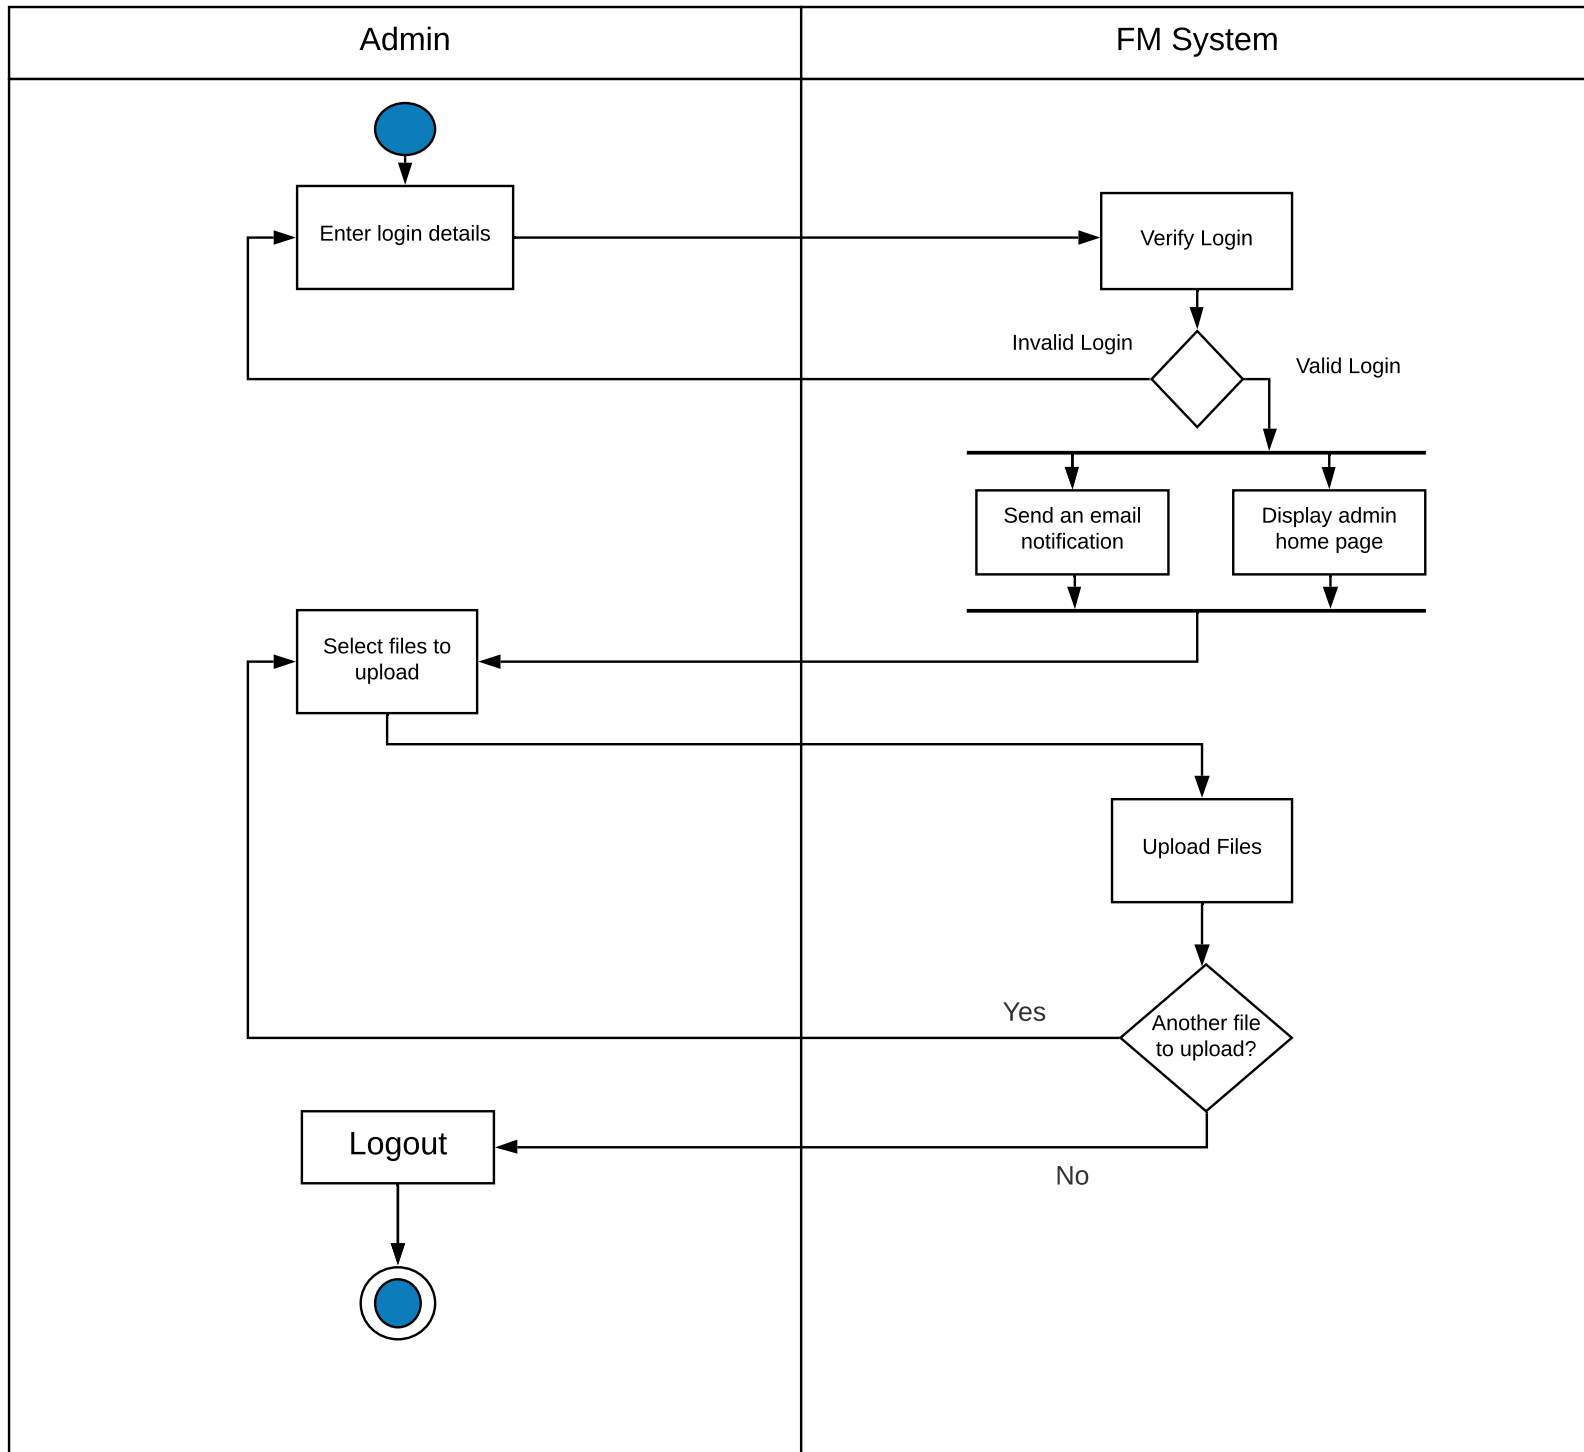 Admin
FM System
Enter login details
Verify Login
Invalid Login
Valid Login
Send an email
notification
Display admin
home page
Select files to
upload
Upload Files
Yes
Another file
to upload?
Logout
No